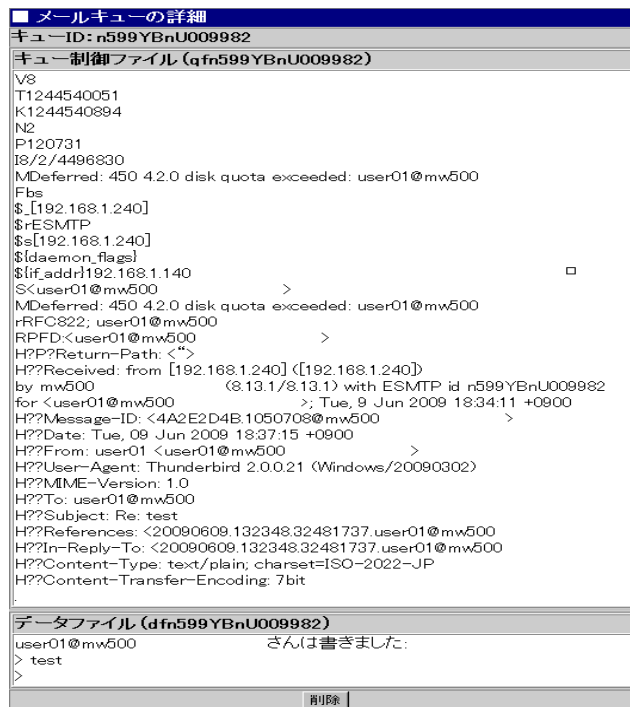 ■ メールキューの詳細
キューID: n599YBnU009982
キュー制御ファイル (qfn599YBnU009982)
V8
T1244540051
K1244540894
N2
P120731
I8/2/4496830
MDeferred: 450 4.2.0 disk quota exceeded: user01@mw500
Fbs
$_[192.168.1.240]
$rESMTP
$s[192.168.1.240]
${daemon_flags}
${if_addr}192.168.1.140
S<user01@mw500 >
MDeferred: 450 4.2.0 disk quota exceeded: user01@mw500
rRFC822; user01@mw500
RPFD:<user01@mw500 >
H?P?Return-Path: <“>
H??Received: from [192.168.1.240] ([192.168.1.240])
by mw500 (8.13.1/8.13.1) with ESMTP id n599YBnU009982
for <user01@mw500 >; Tue, 9 Jun 2009 18:34:11 +0900
H??Message-ID: <4A2E2D4B.1050708@mw500 >
H??Date: Tue, 09 Jun 2009 18:37:15 +0900
H??From: user01 <user01@mw500 >
H??User-Agent: Thunderbird 2.0.0.21 (Windows/20090302)
H??MIME-Version: 1.0
H??To: user01@mw500
H??Subject: Re: test
H??References: <20090609.132348.32481737.user01@mw500
H??In-Reply-To: <20090609.132348.32481737.user01@mw500
H??Content-Type: text/plain; charset=ISO-2022-JP
H??Content-Transfer-Encoding: 7bit
.
データファイル (dfn599YBnU009982)
user01@mw500 さんは書きました:
> test
>
削除